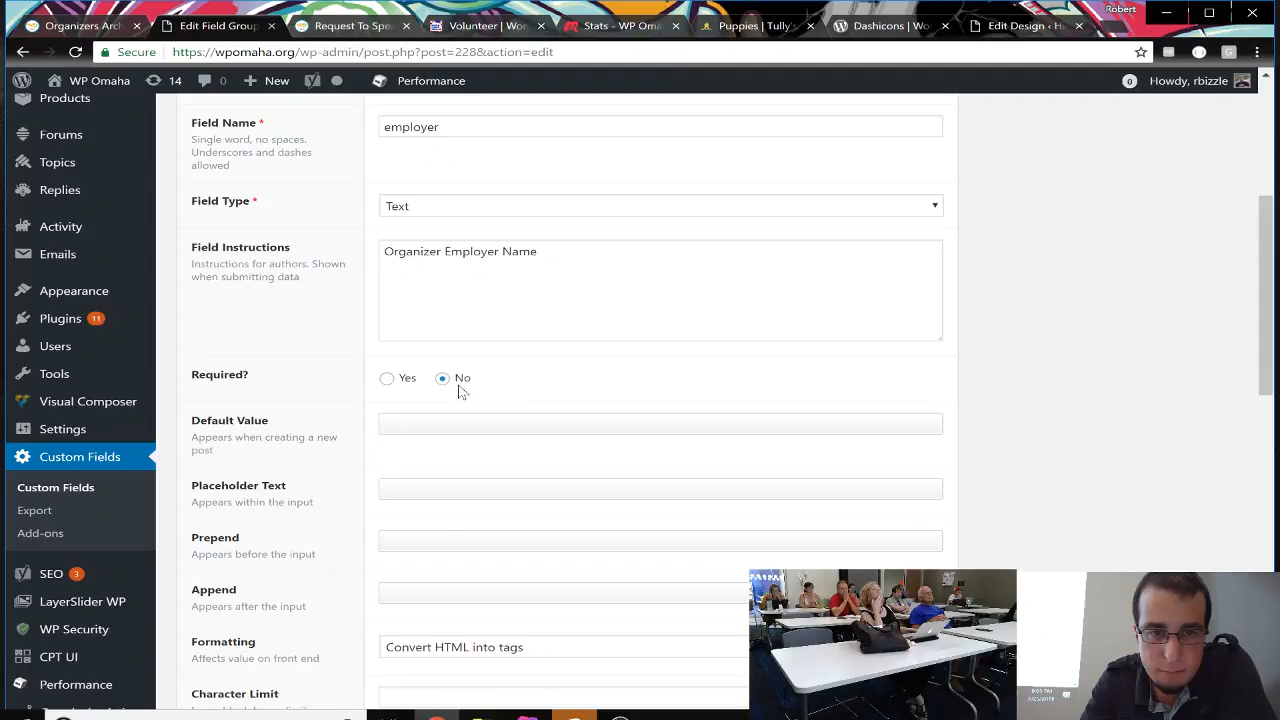 Robert
Organizers Arch
Edit Field Group
Request To Spe
Volunteer | Wor
Stats - WP Oma
Puppies | Tully'
Dashicons | Wo
Edit Design - Hi
Secure
https://wpomaha.org/wp-admin/post.php?post=228&action=edit
WP Omaha
14
0
New
Performance
0
Howdy, rbizzle
Products
Forums
Topics
Replies
Activity
Emails
Appearance
Plugins 11
Users
Tools
Visual Composer
Settings
Custom Fields
Custom Fields
Export
Add-ons
SEO 3
LayerSlider WP
WP Security
CPT UI
Performance
Field Name *
Single word, no spaces.
Underscores and dashes
allowed
employer
Field Type *
Text
Field Instructions
Instructions for authors. Shown
when submitting data
Organizer Employer Name
Required?
Yes
No
Default Value
Appears when creating a new
post
Placeholder Text
Appears within the input
Prepend
Appears before the input
Append
Appears after the input
Formatting
Affects value on front end
Convert HTML into tags
Character Limit